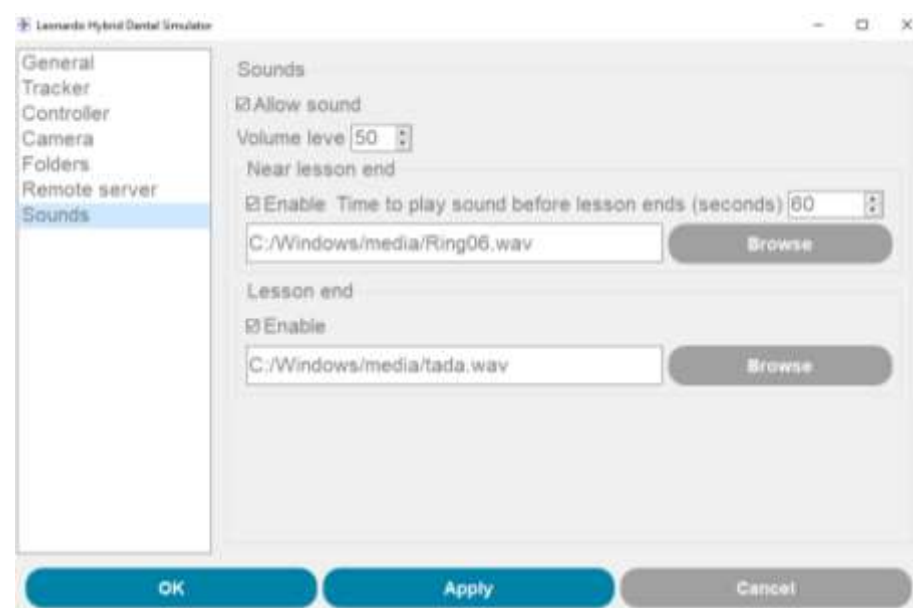 Leonardo Hybrid Dental Simulator
General
Tracker
Controller
Camera
Folders
Remote server
Sounds
Sounds
Allow sound
Volume leve 50
Near lesson end
Enable Time to play sound before lesson ends (seconds) 60
C:/Windows/media/Ring06.wav Browse
Lesson end
Enable
C:/Windows/media/tada.wav Browse
OK Apply Cancel